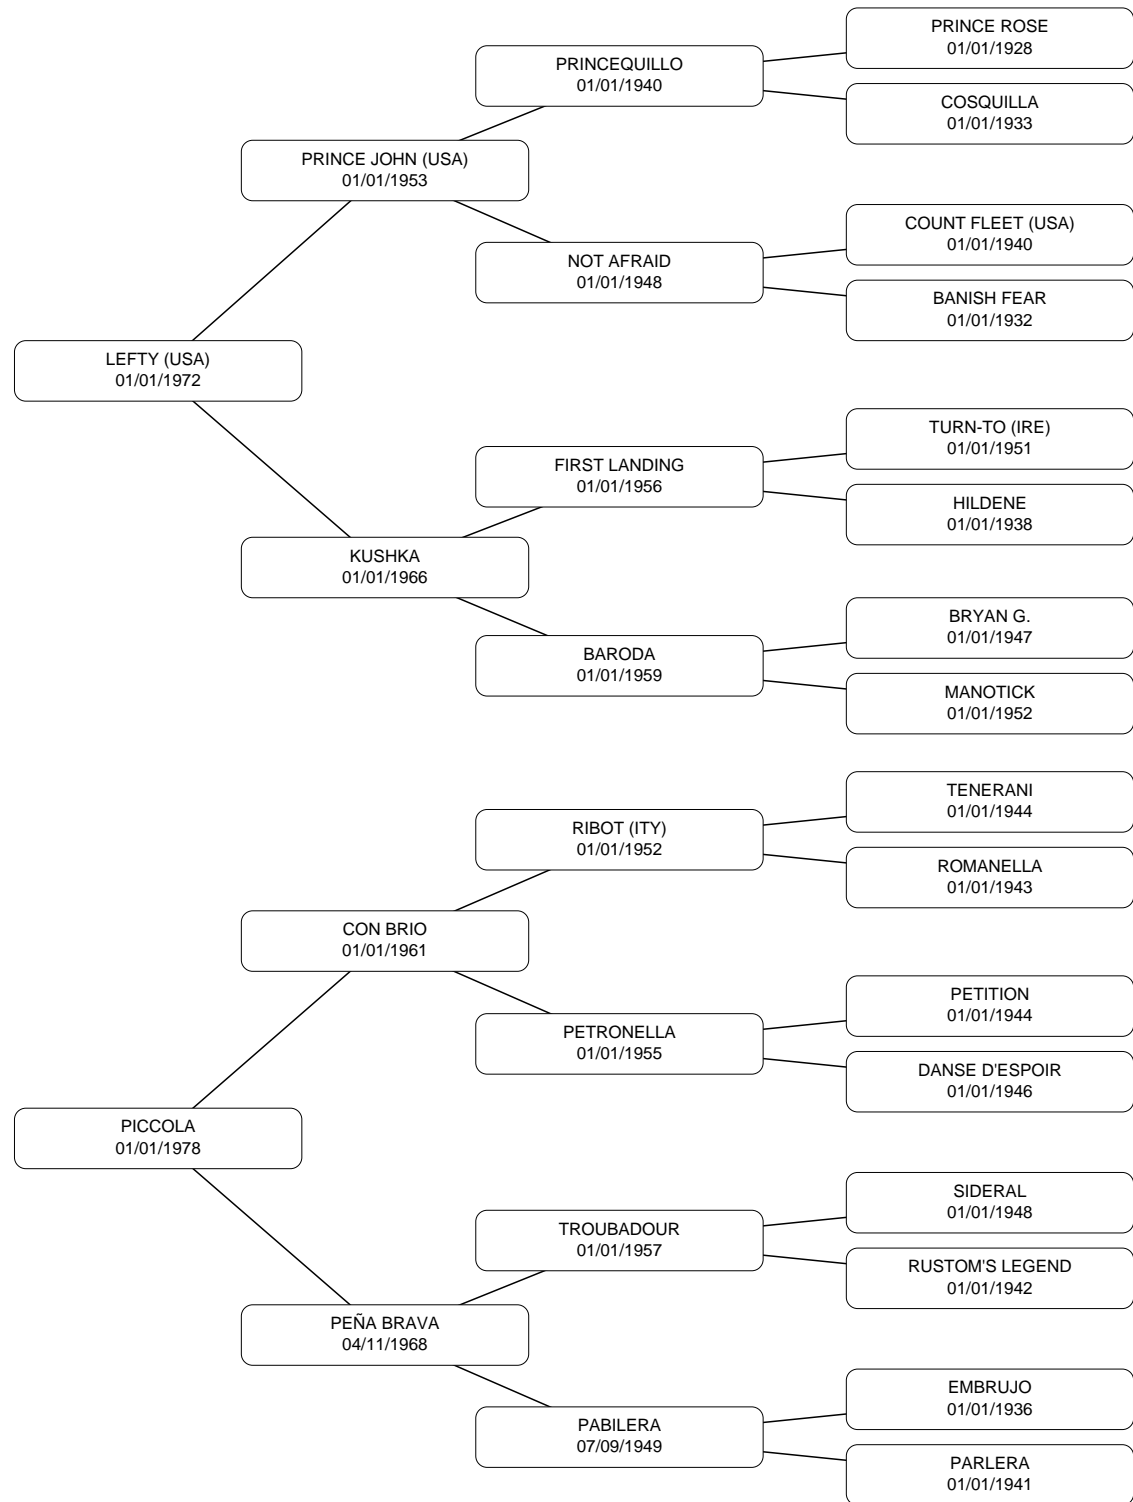 PRINCE ROSE
01/01/1928
PRINCEQUILLO
01/01/1940
COSQUILLA
01/01/1933
PRINCE JOHN (USA)
01/01/1953
COUNT FLEET (USA)
01/01/1940
NOT AFRAID
01/01/1948
BANISH FEAR
01/01/1932
LEFTY (USA)
01/01/1972
TURN-TO (IRE)
01/01/1951
FIRST LANDING
01/01/1956
HILDENE
01/01/1938
KUSHKA
01/01/1966
BRYAN G.
01/01/1947
BARODA
01/01/1959
MANOTICK
01/01/1952
TENERANI
01/01/1944
RIBOT (ITY)
01/01/1952
ROMANELLA
01/01/1943
CON BRIO
01/01/1961
PETITION
01/01/1944
PETRONELLA
01/01/1955
DANSE D'ESPOIR
01/01/1946
PICCOLA
01/01/1978
SIDERAL
01/01/1948
TROUBADOUR
01/01/1957
RUSTOM'S LEGEND
01/01/1942
PEÑA BRAVA
04/11/1968
EMBRUJO
01/01/1936
PABILERA
07/09/1949
PARLERA
01/01/1941